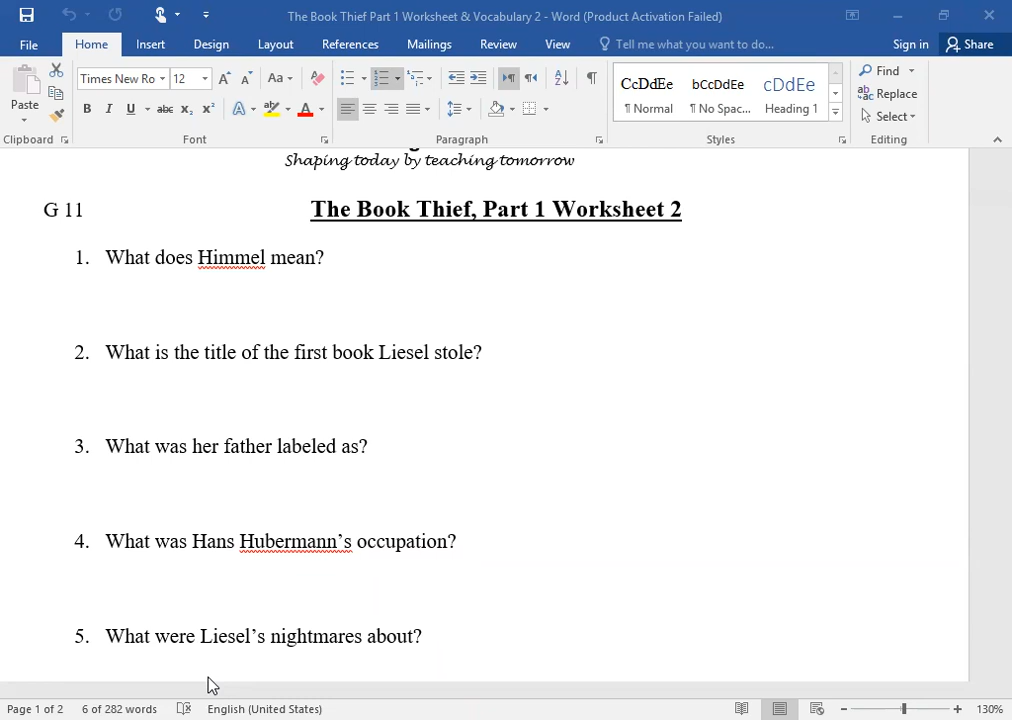 The Book Thief Part 1 Worksheet & Vocabulary 2 - Word (Product Activation Failed)
File Home Insert Design Layout References Mailings Review View Tell me what you want to do... Sign in Share
Paste Times New Ro 12 A A Aa Find
CcDdEe bCcDdEe cDdEe Replace
B I U abc x₂ x² A ab A ¶ Normal ¶ No Spac... Heading 1 Select
Clipboard Font Paragraph Styles Editing
Shaping today by teaching tomorrow
G 11 The Book Thief, Part 1 Worksheet 2
1. What does Himmel mean?
2. What is the title of the first book Liesel stole?
3. What was her father labeled as?
4. What was Hans Hubermann’s occupation?
5. What were Liesel’s nightmares about?
Page 1 of 2 6 of 282 words English (United States) 130%